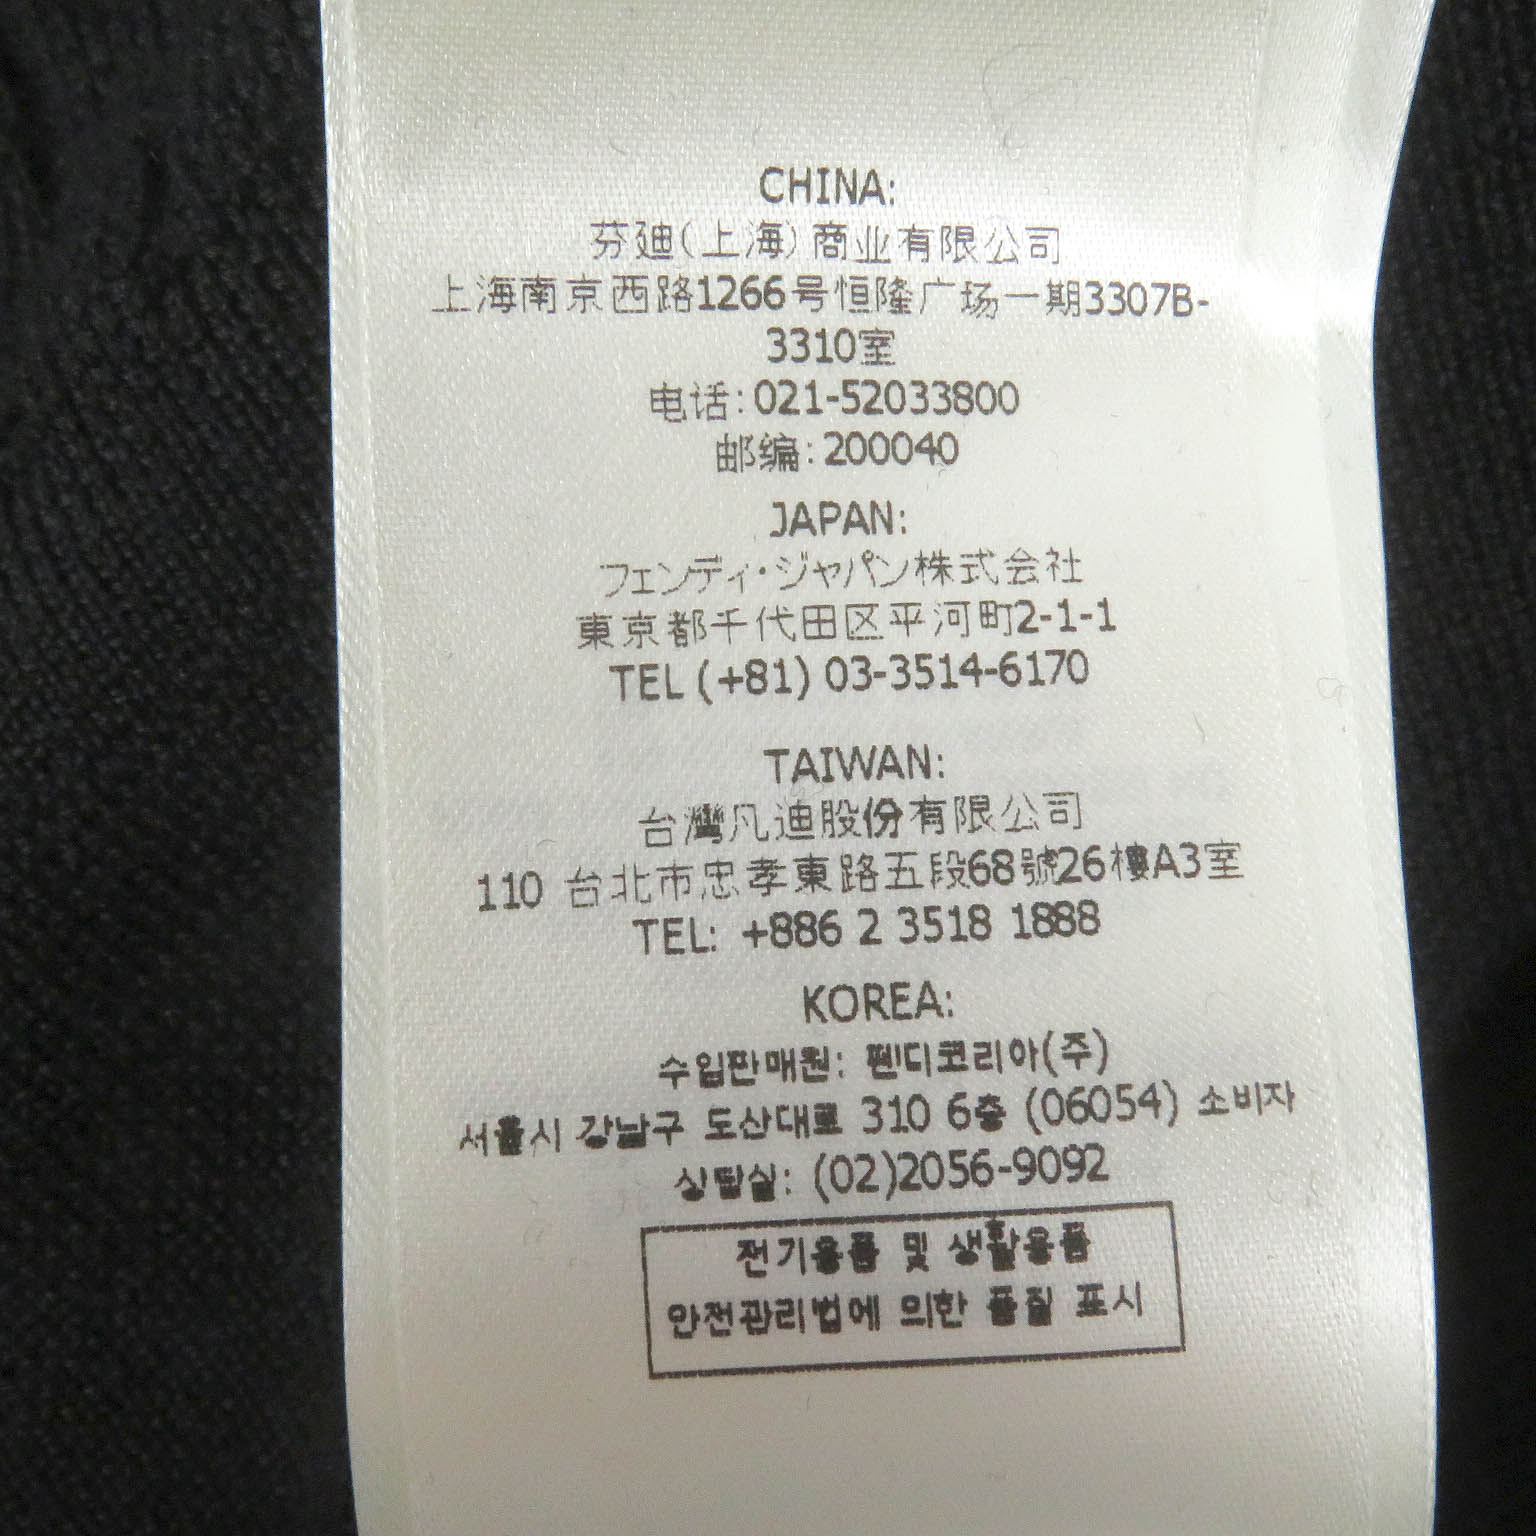 CHINA:
芬廸(上海)商业有限公司
上海南京西路1266号恒隆广场一期3307B-
3310室
电话:021-52033800
邮编:200040
JAPAN:
フェンディ・ジャパン株式会社
東京都千代田区平河町2-1-1
TEL (+81) 03-3514-6170
TAIWAN:
台灣凡迪股份有限公司
110 台北市忠孝東路五段68號26樓A3室
TEL: +886 2 3518 1888
KOREA:
수입판매원: 펜디코리아(주)
서울시 강남구 도산대로 310 6층 (06054) 소비자
상담실: (02)2056-9092
전기용품 및 생활용품
안전관리법에 의한 품질 표시